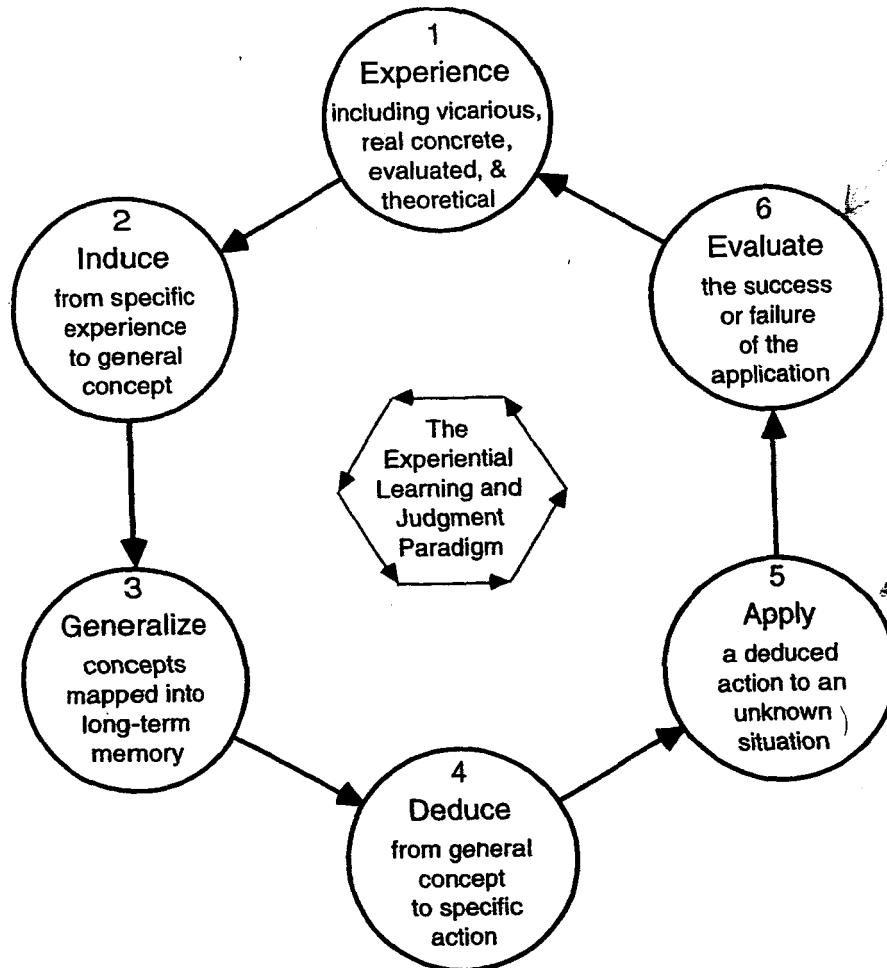 1
Experience
including vicarious,
real concrete,
evaluated, &
theoretical
2
Induce
from specific
experience
to general
concept
3
Generalize
concepts
mapped into
long-term
memory
4
Deduce
from general
concept
to specific
action
5
Apply
a deduced
action to an
unknown
situation
6
Evaluate
the success
or failure
of the
application
The
Experiential
Learning and
Judgment
Paradigm